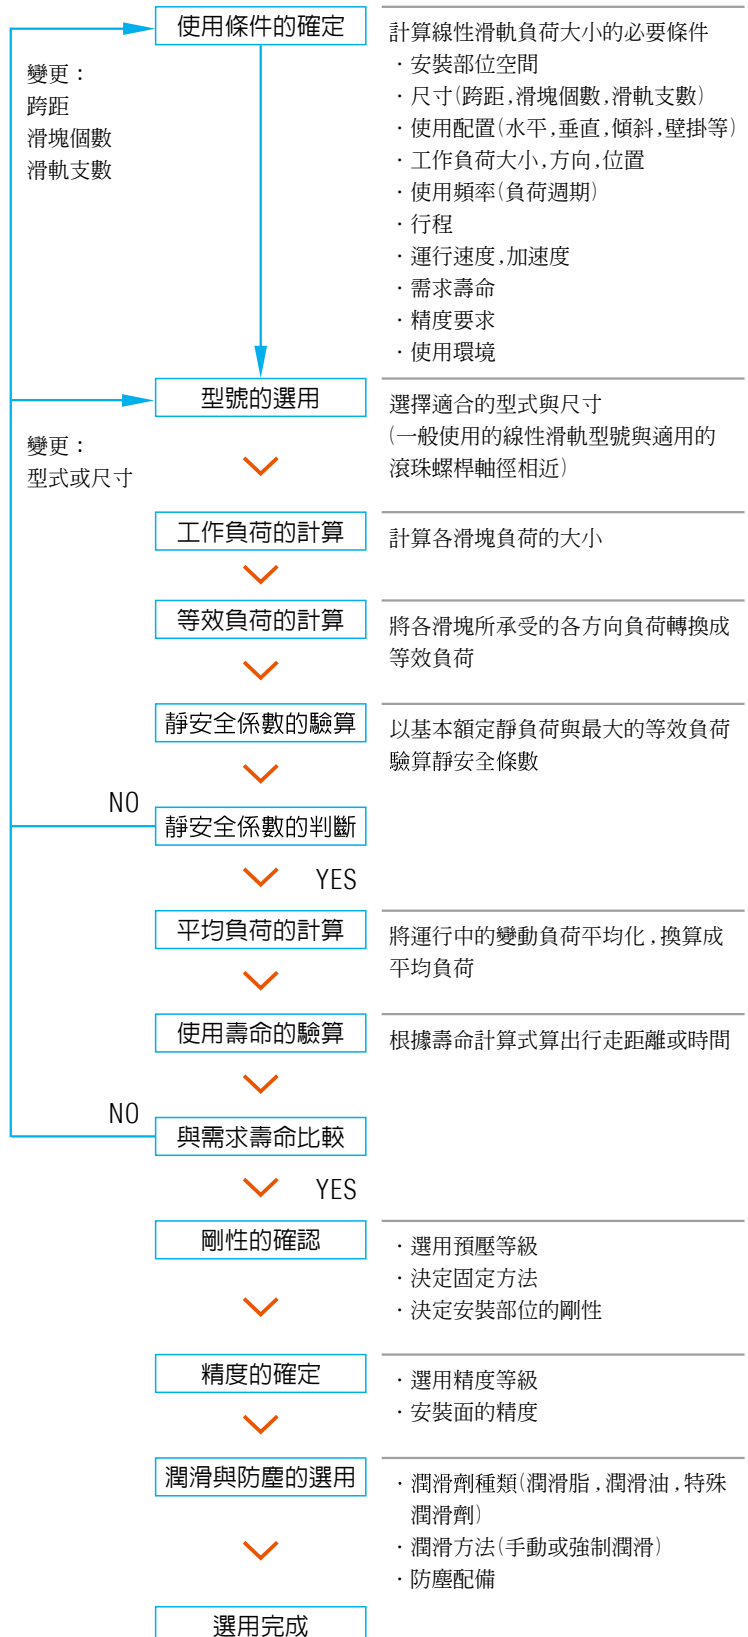 使用條件的確定
計算線性滑軌負荷大小的必要條件
．安裝部位空間
．尺寸(跨距,滑塊個數,滑軌支數)
．使用配置(水平,垂直,傾斜,壁掛等)
．工作負荷大小,方向,位置
．使用頻率(負荷週期)
．行程
．運行速度,加速度
．需求壽命
．精度要求
．使用環境
變更：
跨距
滑塊個數
滑軌支數
型號的選用
選擇適合的型式與尺寸
(一般使用的線性滑軌型號與適用的
滾珠螺桿軸徑相近)
變更：
型式或尺寸
工作負荷的計算
計算各滑塊負荷的大小
等效負荷的計算
將各滑塊所承受的各方向負荷轉換成
等效負荷
靜安全係數的驗算
以基本額定靜負荷與最大的等效負荷
驗算靜安全條數
NO
靜安全係數的判斷
YES
平均負荷的計算
將運行中的變動負荷平均化,換算成
平均負荷
使用壽命的驗算
根據壽命計算式算出行走距離或時間
NO
與需求壽命比較
YES
剛性的確認
．選用預壓等級
．決定固定方法
．決定安裝部位的剛性
精度的確定
．選用精度等級
．安裝面的精度
潤滑與防塵的選用
．潤滑劑種類(潤滑脂,潤滑油,特殊
潤滑劑)
．潤滑方法(手動或強制潤滑)
．防塵配備
選用完成